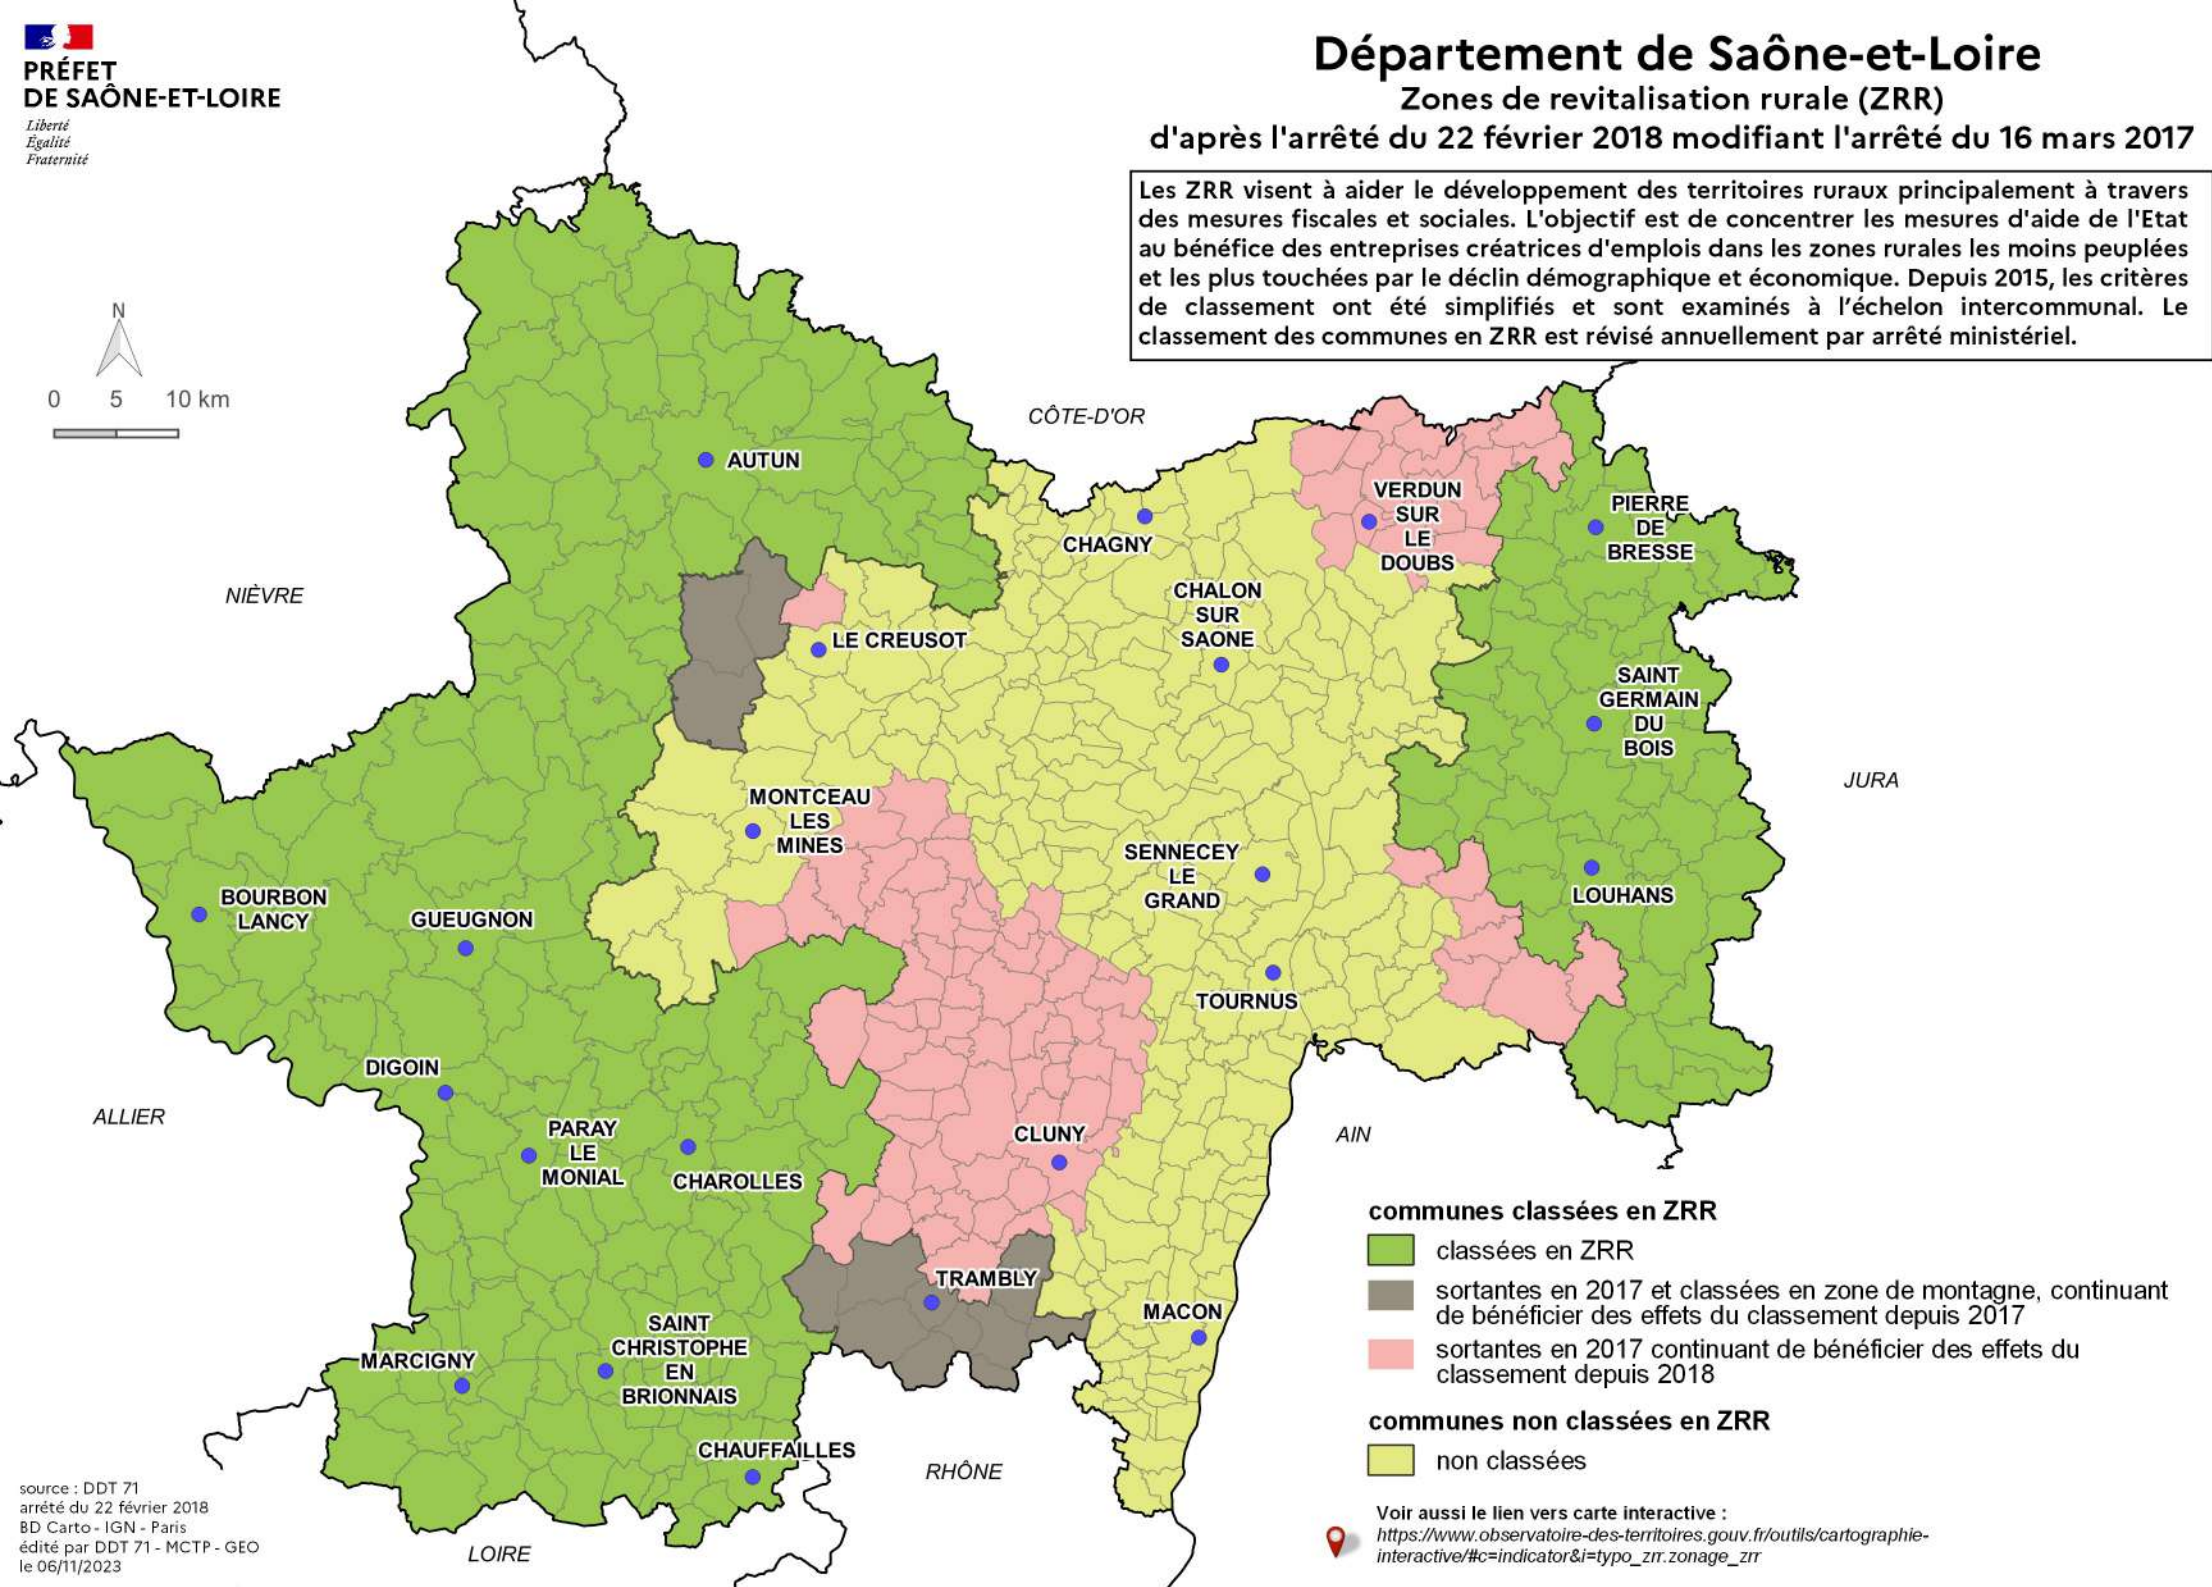 PRÉFET
DE SAÔNE-ET-LOIRE
Liberté
Égalité
Fraternité
Département de Saône-et-Loire
Zones de revitalisation rurale (ZRR)
d'après l'arrêté du 22 février 2018 modifiant l'arrêté du 16 mars 2017
Les ZRR visent à aider le développement des territoires ruraux principalement à travers
des mesures fiscales et sociales. L'objectif est de concentrer les mesures d'aide de l'Etat
au bénéfice des entreprises créatrices d'emplois dans les zones rurales les moins peuplées
et les plus touchées par le déclin démographique et économique. Depuis 2015, les critères
de classement ont été simplifiés et sont examinés à l'échelon intercommunal. Le
classement des communes en ZRR est révisé annuellement par arrêté ministériel.
N
0 5 10 km
CÔTE-D'OR
AUTUN
VERDUN
SUR
LE
DOUBS
PIERRE
DE
BRESSE
CHAGNY
NIÈVRE
CHALON
SUR
SAONE
LE CREUSOT
SAINT
GERMAIN
DU
BOIS
JURA
MONTCEAU
LES
MINES
SENNECEY
LE
GRAND
LOUHANS
BOURBON
LANCY
GUEUGNON
TOURNUS
DIGOIN
ALLIER
PARAY
LE
MONIAL
CHAROLLES
CLUNY
AIN
TRAMBLY
MACON
SAINT
CHRISTOPHE
EN
BRIONNAIS
MARCIGNY
CHAUFFAILLES
RHÔNE
LOIRE
communes classées en ZRR
classées en ZRR
sortantes en 2017 et classées en zone de montagne, continuant
de bénéficier des effets du classement depuis 2017
sortantes en 2017 continuant de bénéficier des effets du
classement depuis 2018
communes non classées en ZRR
non classées
Voir aussi le lien vers carte interactive :
https://www.observatoire-des-territoires.gouv.fr/outils/cartographie-
interactive/#c=indicator&i=typo_zrr.zonage_zrr
source : DDT 71
arrété du 22 février 2018
BD Carto - IGN - Paris
édité par DDT 71 - MCTP - GEO
le 06/11/2023